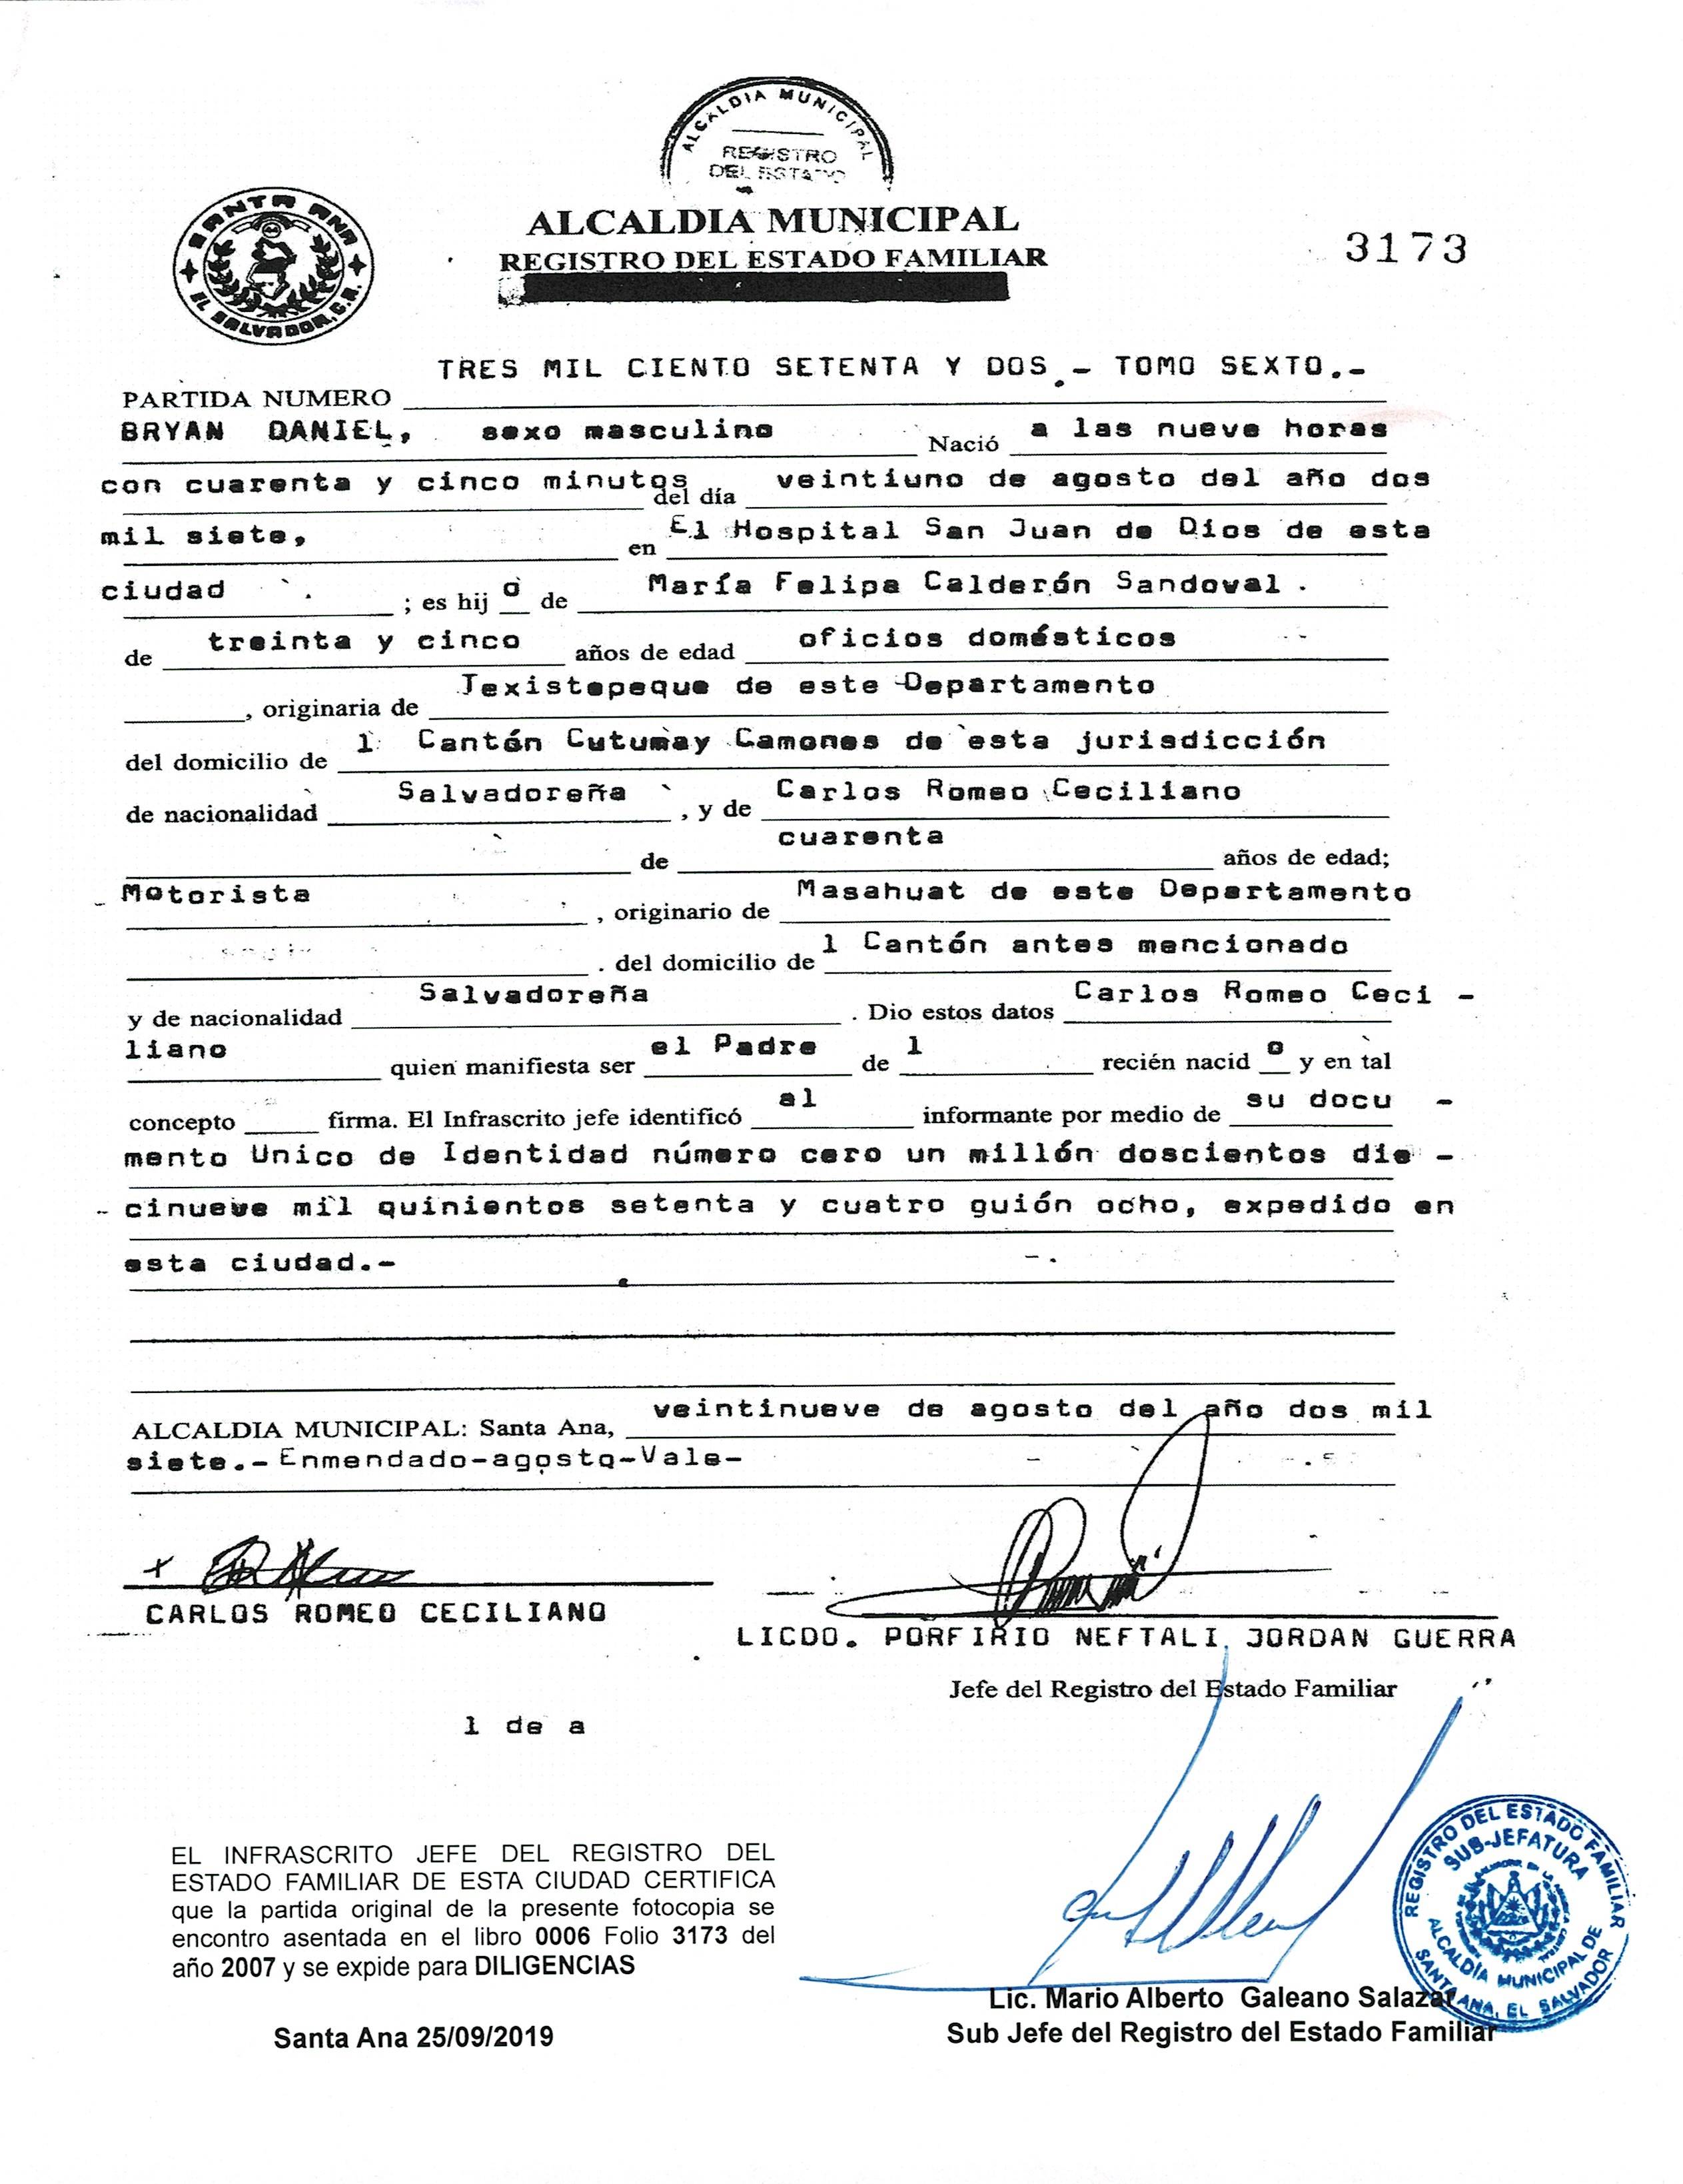 ALCALDIA MUNICIPAL
REGISTRO
DEL ESTADO
SANTA ANA
EL SALVADOR, C.A.
ALCALDIA MUNICIPAL
REGISTRO DEL ESTADO FAMILIAR
3173
TRES MIL CIENTO SETENTA Y DOS.- TOMO SEXTO.-
PARTIDA NUMERO
BRYAN DANIEL, sexo masculino Nació a las nueve horas
con cuarenta y cinco minutos del día veintiuno de agosto del año dos
mil siete, en El Hospital San Juan de Dios de esta
ciudad . ; es hij o de María Felipa Calderón Sandoval .
de treinta y cinco años de edad oficios domésticos
, originaria de Texistepeque de este Departamento
del domicilio de l Cantón Cutumay Camones de esta jurisdicción
de nacionalidad Salvadoreña , y de Carlos Romeo Ceciliano
de cuarenta años de edad;
Motorista , originario de Masahuat de este Departamento
. del domicilio de l Cantón antes mencionado
y de nacionalidad Salvadoreña . Dio estos datos Carlos Romeo Ceci -
liano quien manifiesta ser el Padre de l recién nacid o y en tal
concepto firma. El Infrascrito jefe identificó al informante por medio de su docu -
mento Unico de Identidad número cero un millón doscientos die -
cinueve mil quinientos setenta y cuatro guión ocho, expedido en
esta ciudad.-
ALCALDIA MUNICIPAL: Santa Ana, veintinueve de agosto del año dos mil
siete.- Enmendado-agosto-Vale-
CARLOS ROMEO CECILIANO
LICDO. PORFIRIO NEFTALI JORDAN GUERRA
Jefe del Registro del Estado Familiar
l de a
EL INFRASCRITO JEFE DEL REGISTRO DEL
ESTADO FAMILIAR DE ESTA CIUDAD CERTIFICA
que la partida original de la presente fotocopia se
encontro asentada en el libro 0006 Folio 3173 del
año 2007 y se expide para DILIGENCIAS
Santa Ana 25/09/2019
REGISTRO DEL ESTADO FAMILIAR
SUB-JEFATURA
ALCALDIA MUNICIPAL DE
SANTA ANA, EL SALVADOR
Lic. Mario Alberto Galeano Salazar
Sub Jefe del Registro del Estado Familiar